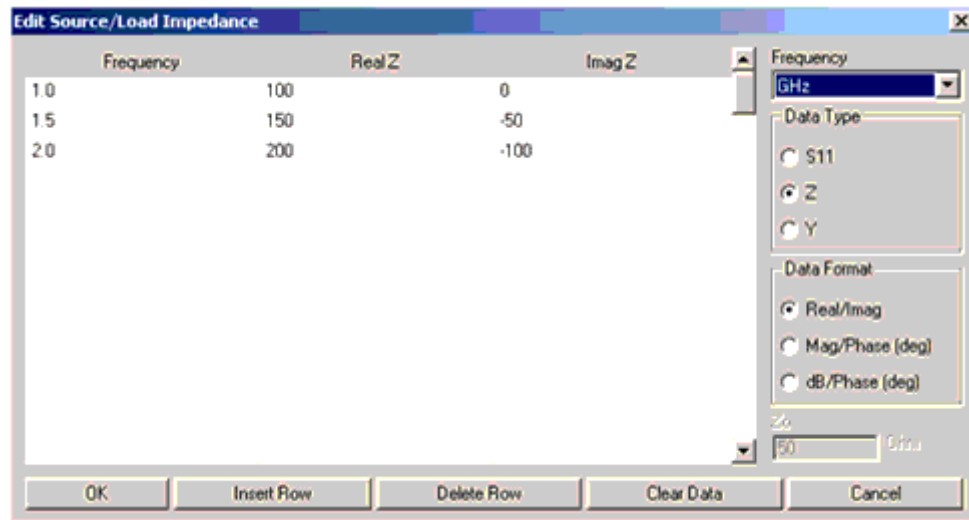 Edit Source/Load Impedance
Frequency Real Z Imag Z
1.0 100 0
1.5 150 -50
2.0 200 -100
Frequency
GHz
Data Type
S11
Z
Y
Data Format
Real/Imag
Mag/Phase (deg)
dB/Phase (deg)
Zo
50 Ohm
OK Insert Row Delete Row Clear Data Cancel